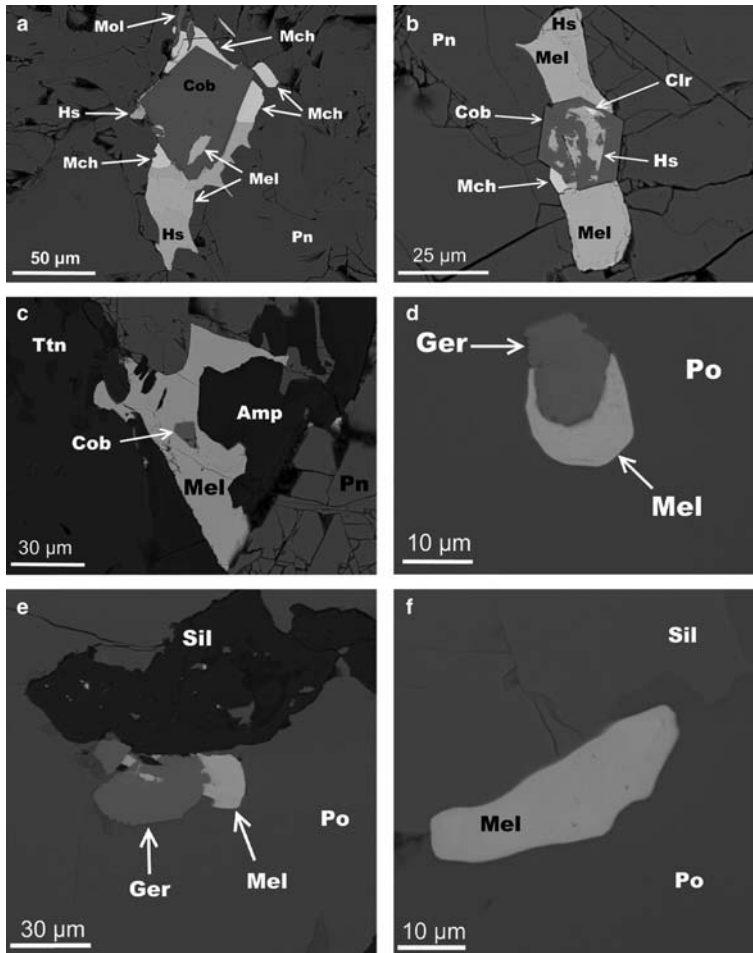 a
Mol
Mch
Cob
Hs
Mch
Mch
Mel
Hs
Pn
50 µm
b
Hs
Pn
Mel
Clr
Cob
Hs
Mch
Mel
25 µm
c
Ttn
Amp
Cob
Mel
Pn
30 µm
d
Ger
Po
Mel
10 µm
e
Sil
Po
Ger
Mel
30 µm
f
Sil
Mel
Po
10 µm